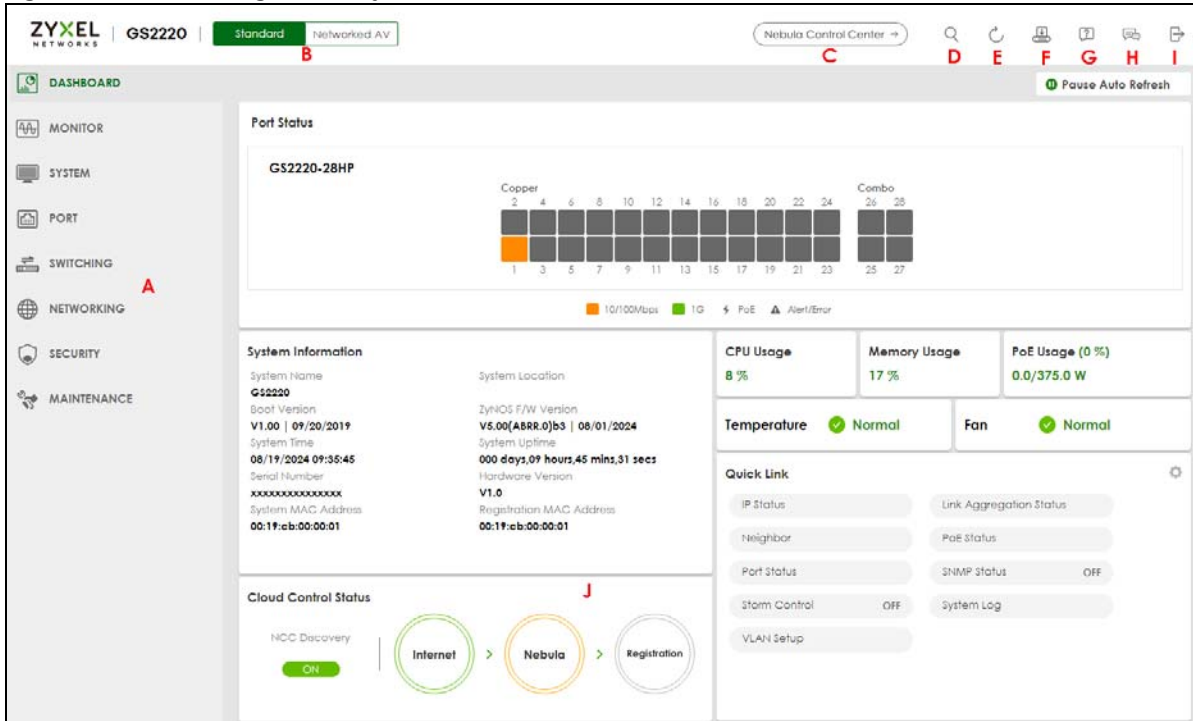 ZYXEL NETWORKS | GS2220 | Standard Networked AV Nebula Control Center →
B C D E F G H I
DASHBOARD Pause Auto Refresh
MONITOR
SYSTEM
PORT
SWITCHING
A
NETWORKING
SECURITY
MAINTENANCE
Port Status
GS2220-28HP
Copper Combo
2 4 6 8 10 12 14 16 18 20 22 24 26 28
1 3 5 7 9 11 13 15 17 19 21 23 25 27
10/100Mbps 1G PoE Alert/Error
System Information
System Name System Location
GS2220
Boot Version ZyNOS F/W Version
V1.00 | 09/20/2019 V5.00(ABRR.0)b3 | 08/01/2024
System Time System Uptime
08/19/2024 09:35:45 000 days,09 hours,45 mins,31 secs
Serial Number Hardware Version
xxxxxxxxxxxxxxx V1.0
System MAC Address Registration MAC Address
00:19:cb:00:00:01 00:19:cb:00:00:01
CPU Usage Memory Usage PoE Usage (0 %)
8 % 17 % 0.0/375.0 W
Temperature Normal Fan Normal
Quick Link
IP Status Link Aggregation Status
Neighbor PoE Status
Port Status SNMP Status OFF
Storm Control OFF System Log
VLAN Setup
J
Cloud Control Status
NCC Discovery
ON
Internet > Nebula > Registration